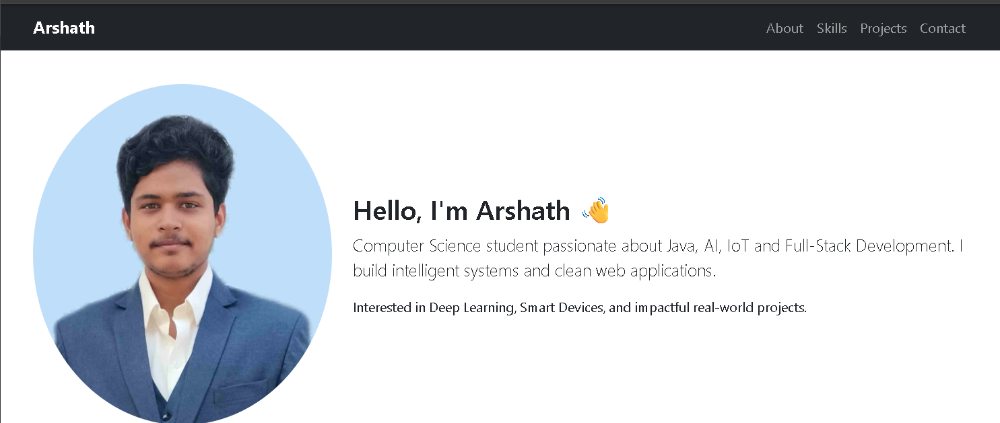 Arshath
About Skills Projects Contact
Hello, I'm Arshath 👋
Computer Science student passionate about Java, AI, IoT and Full-Stack Development. I
build intelligent systems and clean web applications.
Interested in Deep Learning, Smart Devices, and impactful real-world projects.